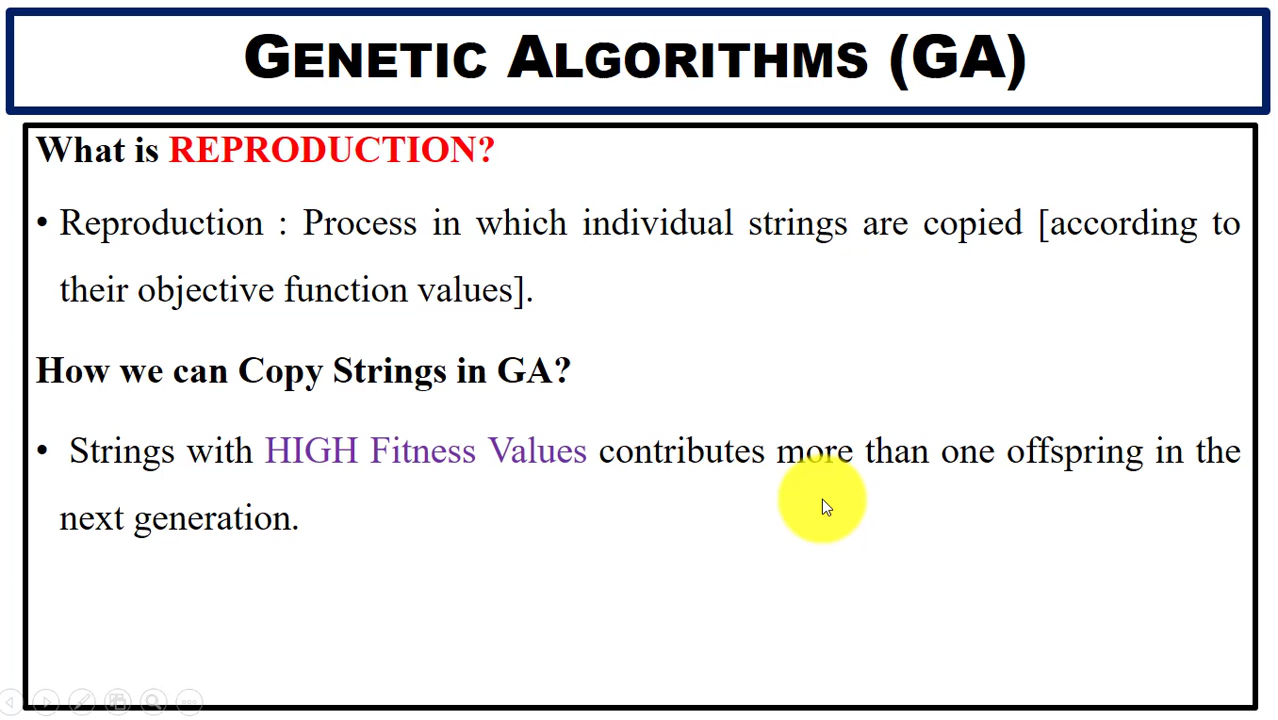 GENETIC ALGORITHMS (GA)
What is REPRODUCTION?
• Reproduction : Process in which individual strings are copied [according to
their objective function values].
How we can Copy Strings in GA?
• Strings with HIGH Fitness Values contributes more than one offspring in the
next generation.